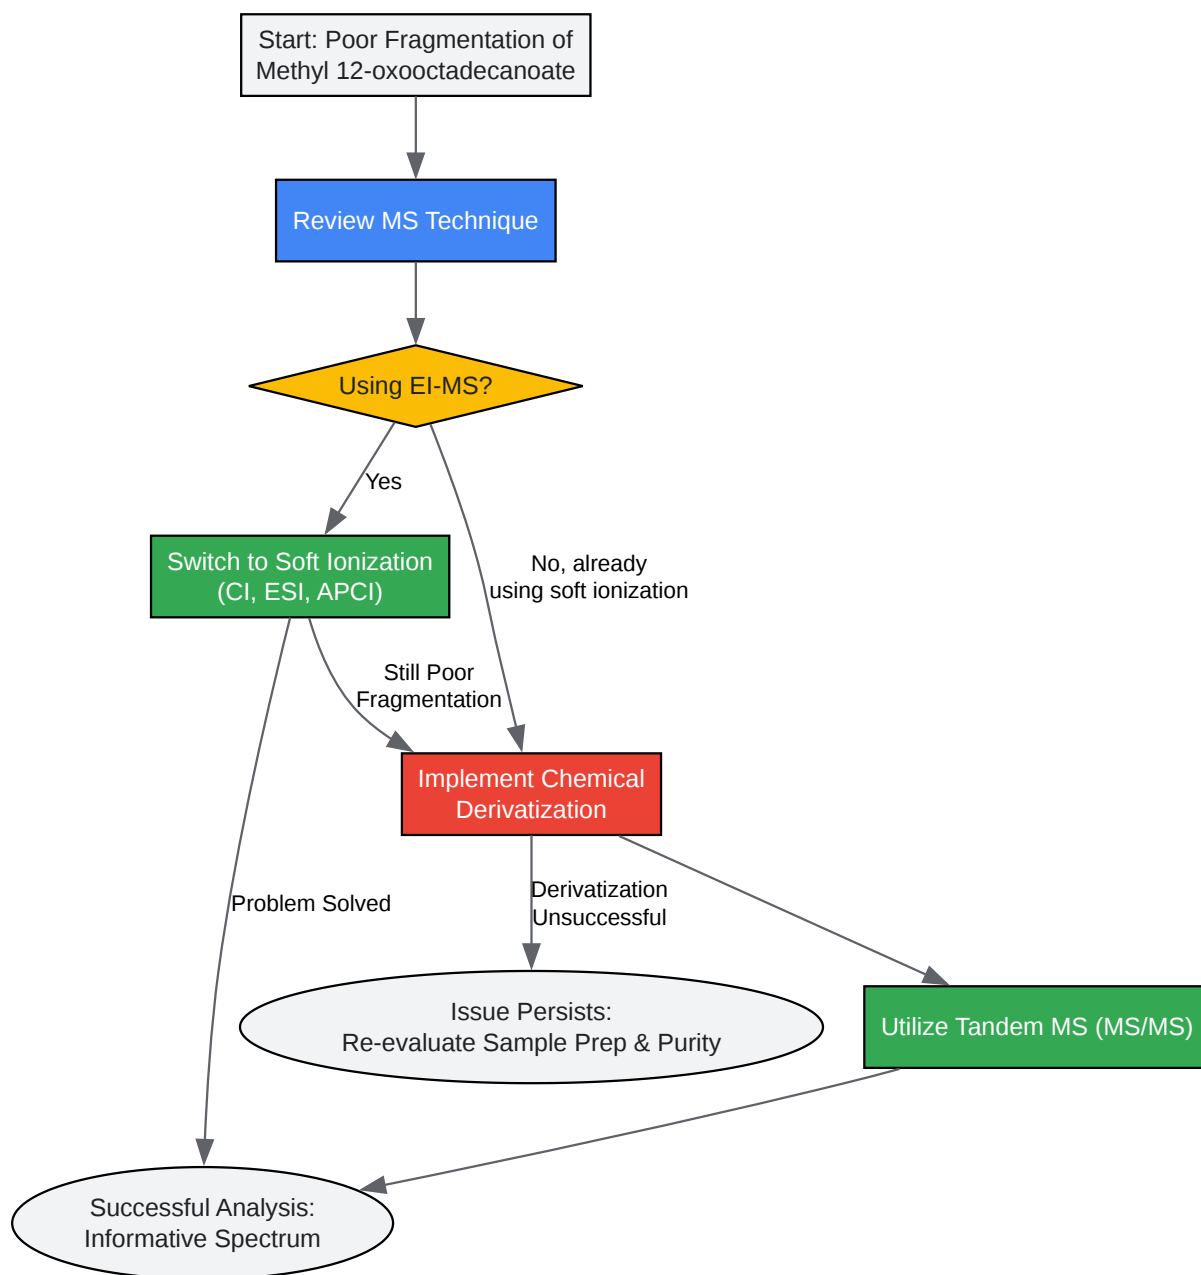 Start: Poor Fragmentation of
Methyl 12-oxooctadecanoate
Review MS Technique
Using EI-MS?
Yes
Switch to Soft Ionization
(CI, ESI, APCI)
No, already
using soft ionization
Still Poor
Fragmentation
Implement Chemical
Derivatization
Problem Solved
Derivatization
Unsuccessful
Issue Persists:
Re-evaluate Sample Prep & Purity
Utilize Tandem MS (MS/MS)
Successful Analysis:
Informative Spectrum